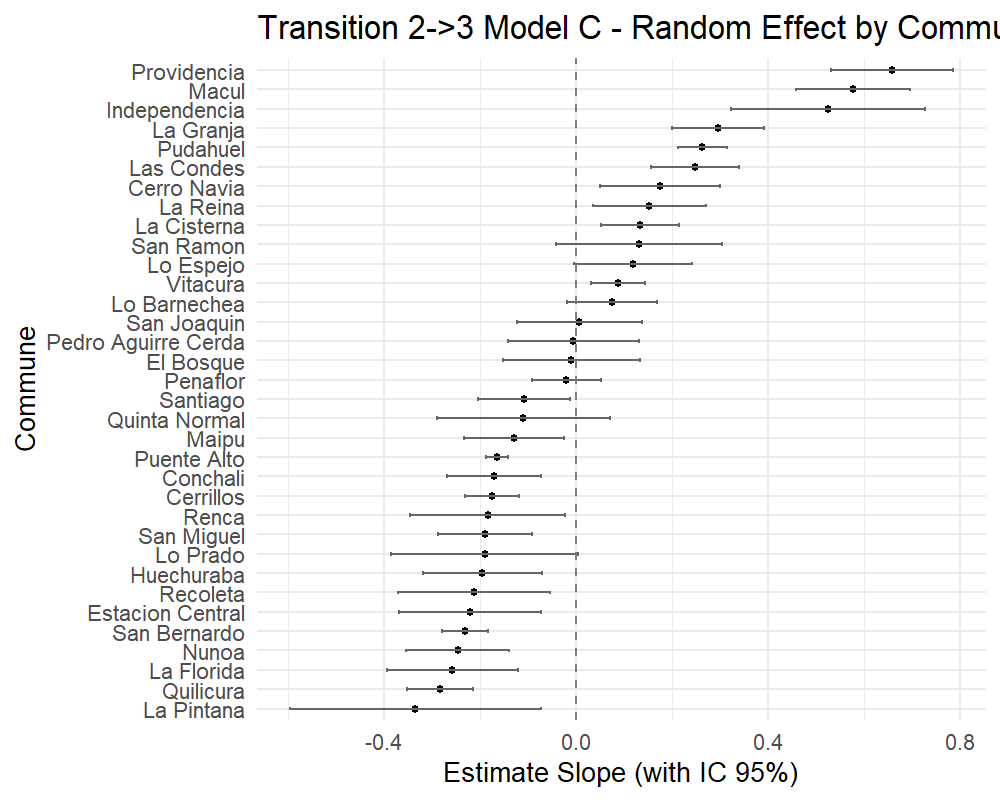 Transition 2->3 Model C - Random Effect by Commu
Providencia
Macul
Independencia
La Granja
Pudahuel
Las Condes
Cerro Navia
La Reina
La Cisterna
San Ramon
Lo Espejo
Vitacura
Lo Barnechea
San Joaquin
Pedro Aguirre Cerda
El Bosque
Penaflor
Santiago
Quinta Normal
Maipu
Puente Alto
Conchali
Cerrillos
Renca
San Miguel
Lo Prado
Huechuraba
Recoleta
Estacion Central
San Bernardo
Nunoa
La Florida
Quilicura
La Pintana
Commune
-0.4 0.0 0.4 0.8
Estimate Slope (with IC 95%)